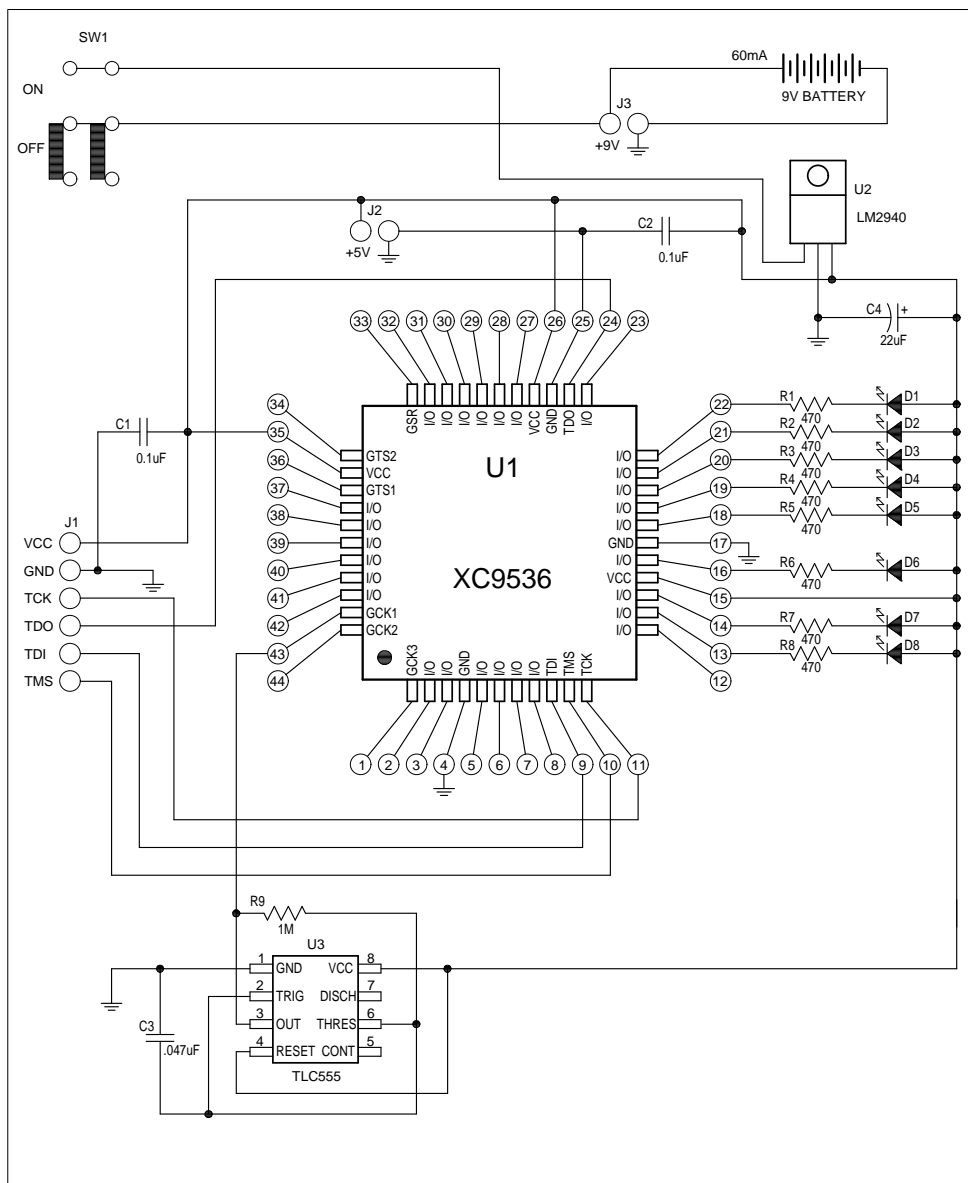 SW1
ON
OFF
60mA
9V BATTERY
J3
+9V
U2
LM2940
J2
+5V
C2
0.1uF
C4
+
22uF
33
32
31
30
29
28
27
26
25
24
23
GSR
I/O
I/O
I/O
I/O
I/O
I/O
VCC
GND
TDO
I/O
34
35
36
37
38
39
40
41
42
43
44
GTS2
VCC
GTS1
I/O
I/O
I/O
I/O
I/O
I/O
GCK1
GCK2
U1
XC9536
I/O
I/O
I/O
I/O
I/O
GND
I/O
VCC
I/O
I/O
I/O
22
21
20
19
18
17
16
15
14
13
12
R1
470
D1
R2
470
D2
R3
470
D3
R4
470
D4
R5
470
D5
R6
470
D6
R7
470
D7
R8
470
D8
C1
0.1uF
J1
VCC
GND
TCK
TDO
TDI
TMS
GCK3
I/O
I/O
GND
I/O
I/O
I/O
I/O
TDI
TMS
TCK
1
2
3
4
5
6
7
8
9
10
11
R9
1M
U3
1
GND
VCC
8
2
TRIG
DISCH
7
3
OUT
THRES
6
4
RESET
CONT
5
TLC555
C3
.047uF